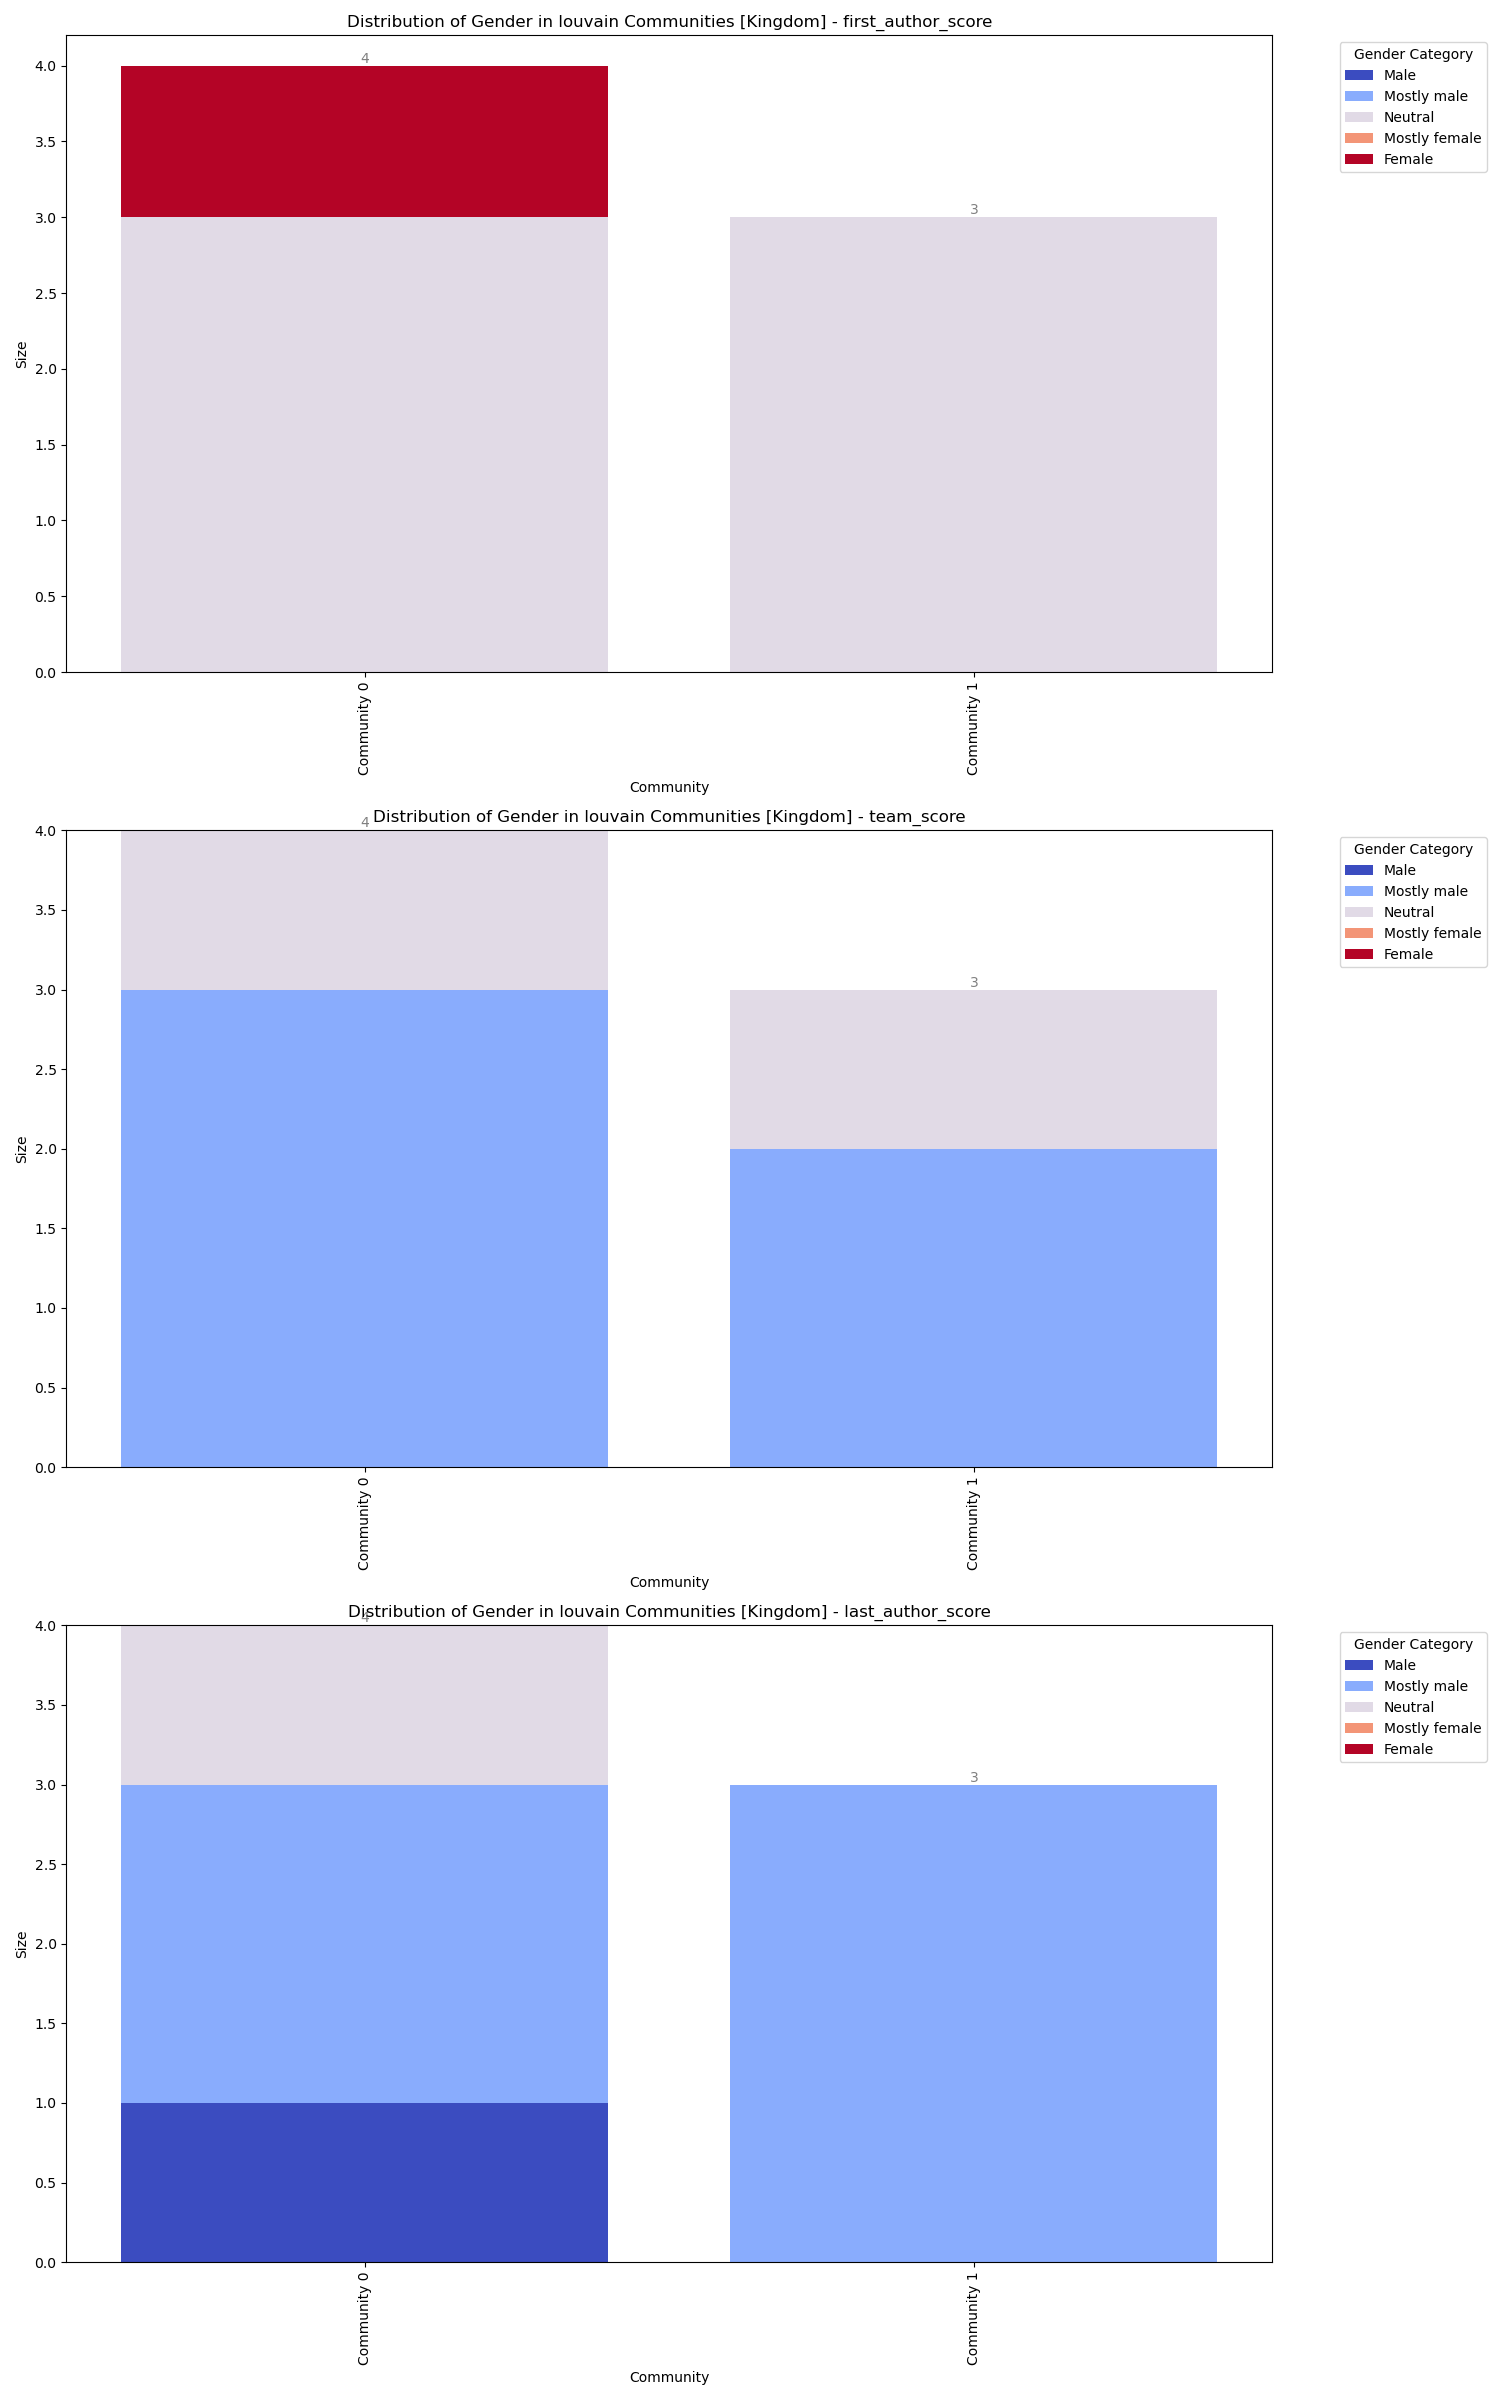 Distribution of Gender in louvain Communities [Kingdom] - first_author_score
4
3
4.0
3.5
3.0
2.5
2.0
1.5
1.0
0.5
0.0
Size
Community 0
Community 1
Community
Gender Category
Male
Mostly male
Neutral
Mostly female
Female
Distribution of Gender in louvain Communities [Kingdom] - team_score
4
3
4.0
3.5
3.0
2.5
2.0
1.5
1.0
0.5
0.0
Size
Community 0
Community 1
Community
Gender Category
Male
Mostly male
Neutral
Mostly female
Female
Distribution of Gender in louvain Communities [Kingdom] - last_author_score
4
3
4.0
3.5
3.0
2.5
2.0
1.5
1.0
0.5
0.0
Size
Community 0
Community 1
Community
Gender Category
Male
Mostly male
Neutral
Mostly female
Female